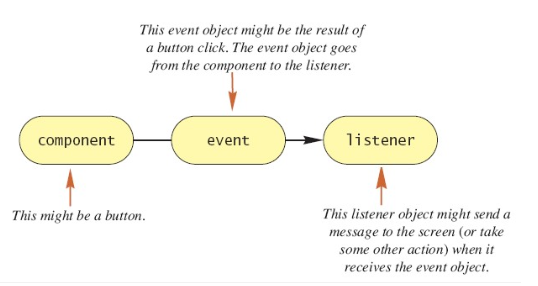 This event object might be the result of
a button click. The event object goes
from the component to the listener.
component
event
listener
This might be a button.
This listener object might send a
message to the screen (or take
some other action) when it
receives the event object.